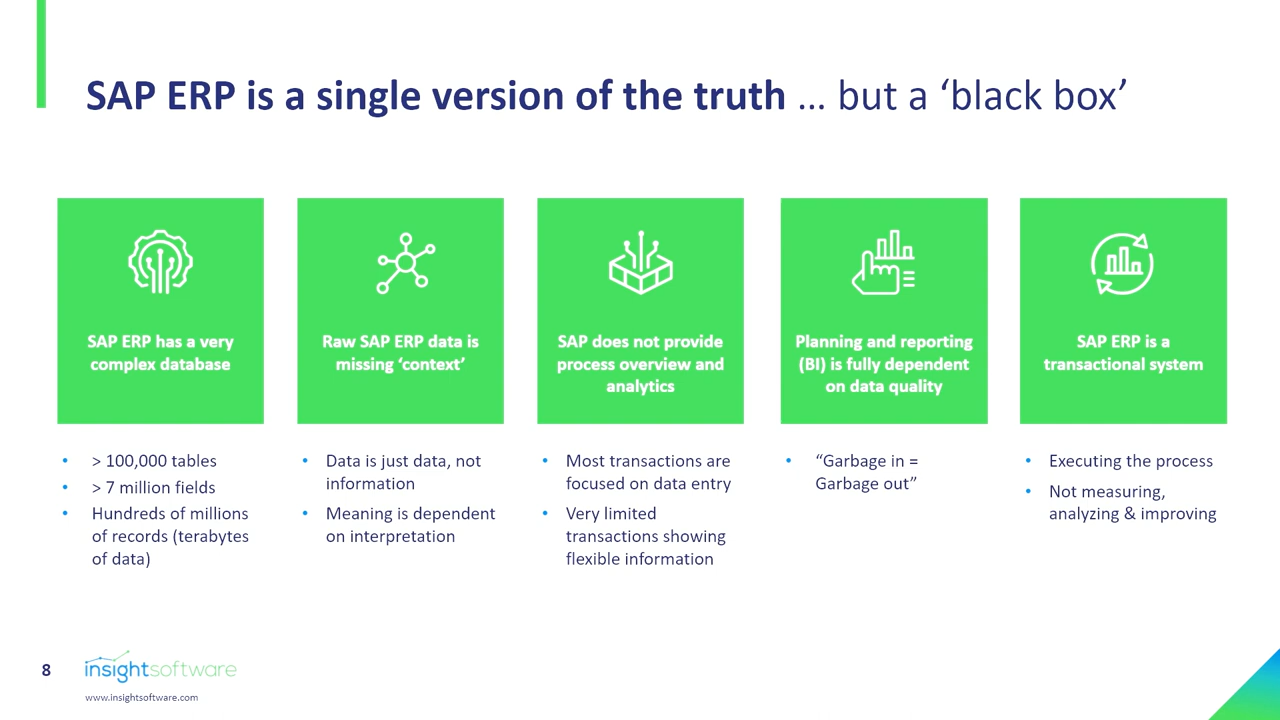 SAP ERP is a single version of the truth ... but a ‘black box’
SAP ERP has a very
complex database
• > 100,000 tables
• > 7 million fields
• Hundreds of millions
of records (terabytes
of data)
Raw SAP ERP data is
missing ‘context’
• Data is just data, not
information
• Meaning is dependent
on interpretation
SAP does not provide
process overview and
analytics
• Most transactions are
focused on data entry
• Very limited
transactions showing
flexible information
Planning and reporting
(BI) is fully dependent
on data quality
• “Garbage in =
Garbage out”
SAP ERP is a
transactional system
• Executing the process
• Not measuring,
analyzing & improving
8
insightsoftware
www.insightsoftware.com